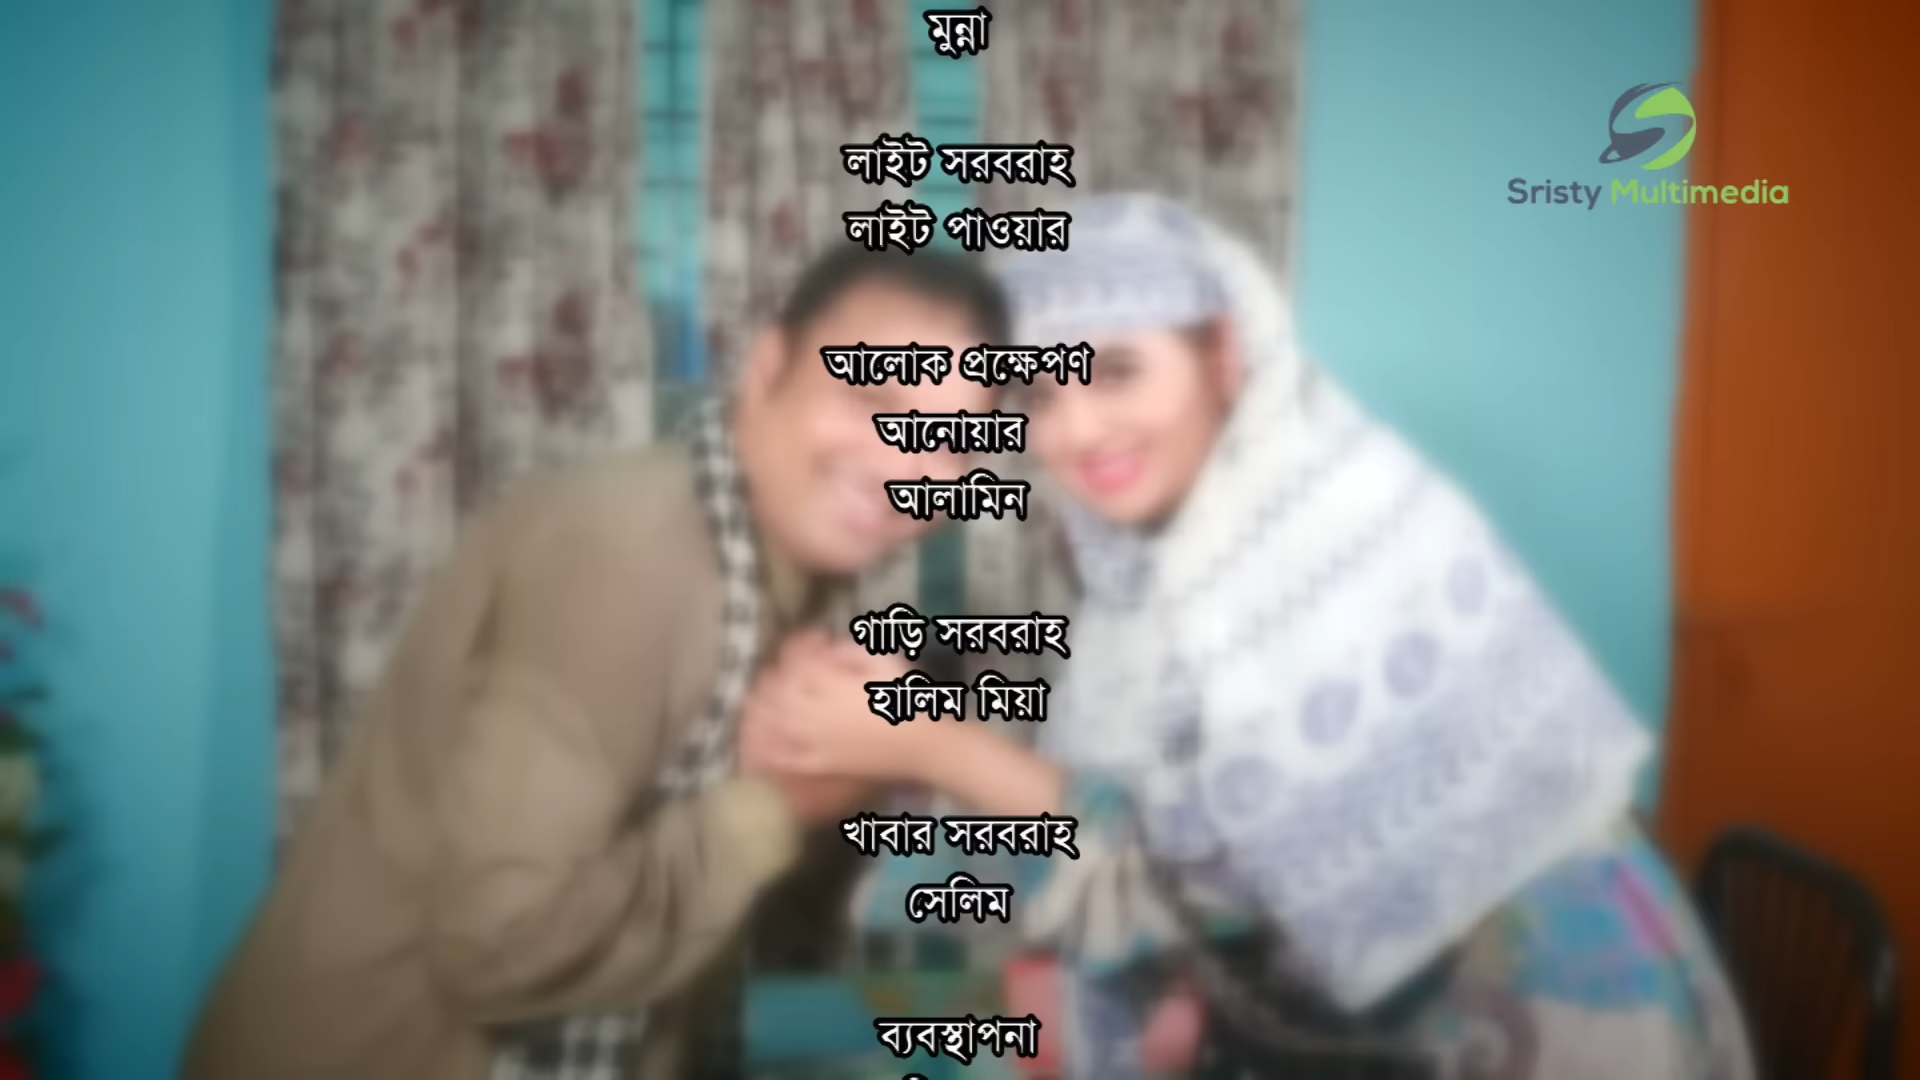 মুন্না
Sristy Multimedia
লাইট সরবরাহ
লাইট পাওয়ার
আলোক প্রক্ষেপণ
আনোয়ার
আলামিন
গাড়ি সরবরাহ
হালিম মিয়া
খাবার সরবরাহ
সেলিম
ব্যবস্থাপনা